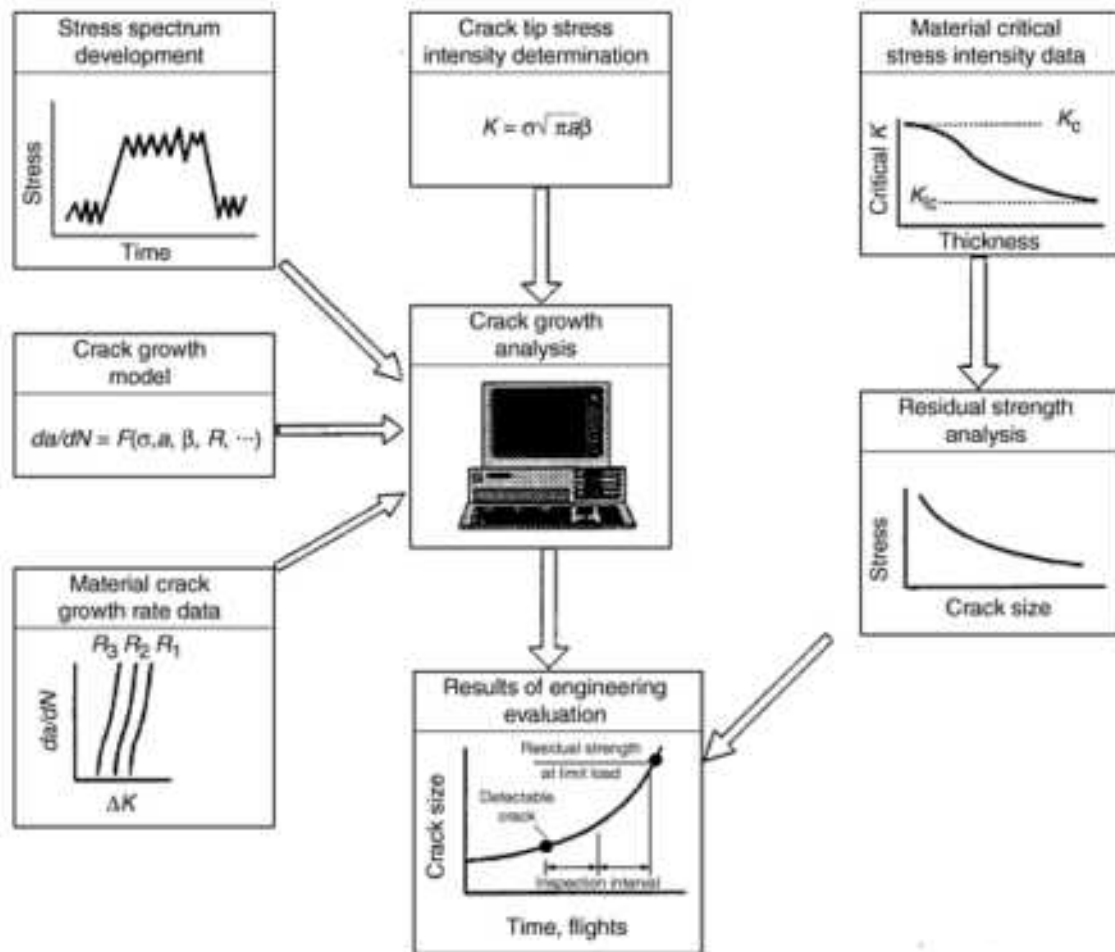 Stress spectrum
development
Stress
Time
Crack tip stress
intensity determination
K = σ√πaβ
Material critical
stress intensity data
Critical K
K_c
K_Ic
Thickness
Crack growth
model
da/dN = F(σ,a, β, R, ···)
Crack growth
analysis
Residual strength
analysis
Stress
Crack size
Material crack
growth rate data
R₃ R₂ R₁
da/dN
ΔK
Results of engineering
evaluation
Residual strength
at limit load
Detectable
crack
Crack size
Inspection interval
Time, flights